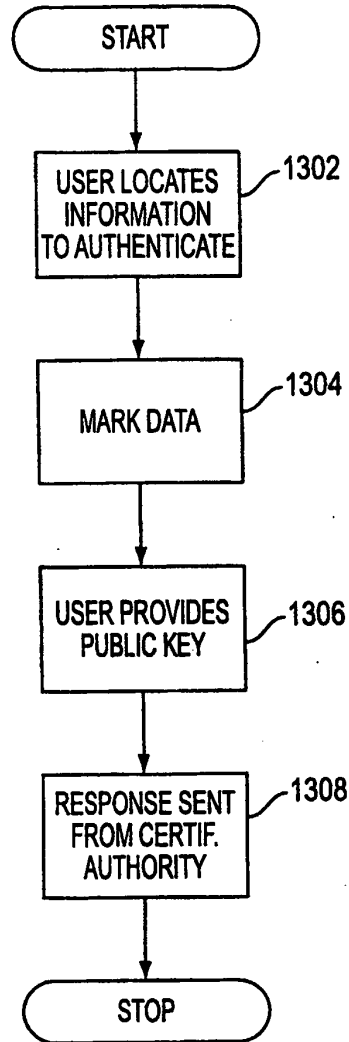 START
USER LOCATES
INFORMATION
TO AUTHENTICATE
1302
MARK DATA
1304
USER PROVIDES
PUBLIC KEY
1306
RESPONSE SENT
FROM CERTIF.
AUTHORITY
1308
STOP